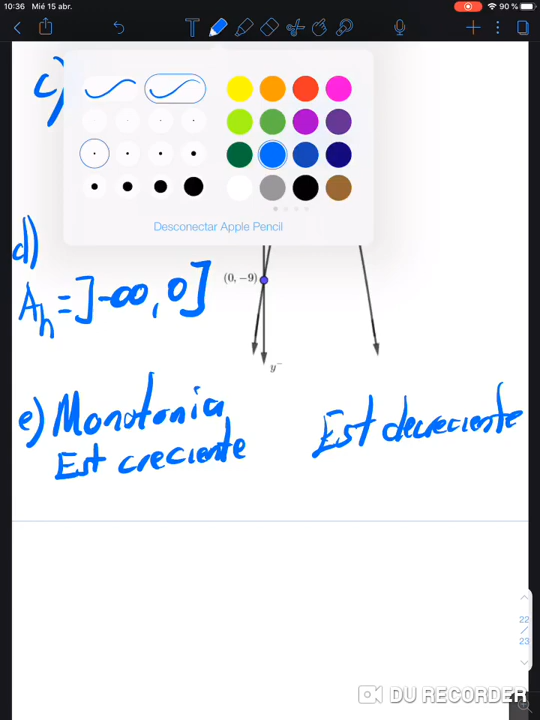 10:36 Mié 15 abr. 90 %
T
c)
Desconectar Apple Pencil
d)
(0, −9)
Aₕ = ]-∞, 0]
y⁻
e) Monotonía
Est creciente
Est decreciente
22
/
23
DU RECORDER